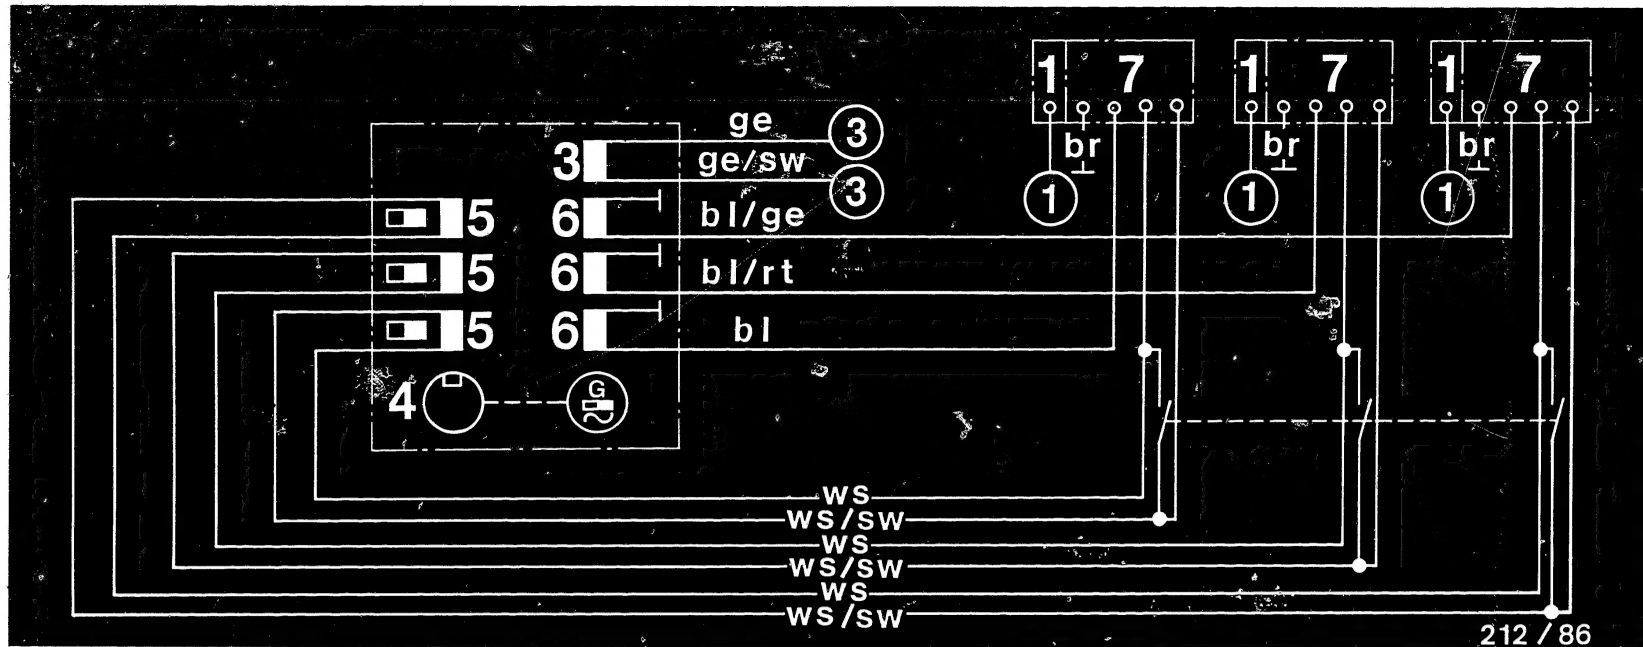 1 7 1 7 1 7
ge
3
3
ge/sw
br br br
3
1 1 1
5 6 bl/ge
5 6 bl/rt
5 6 bl
4 G
ws
ws/sw
ws
ws/sw
ws
ws/sw
212 / 86